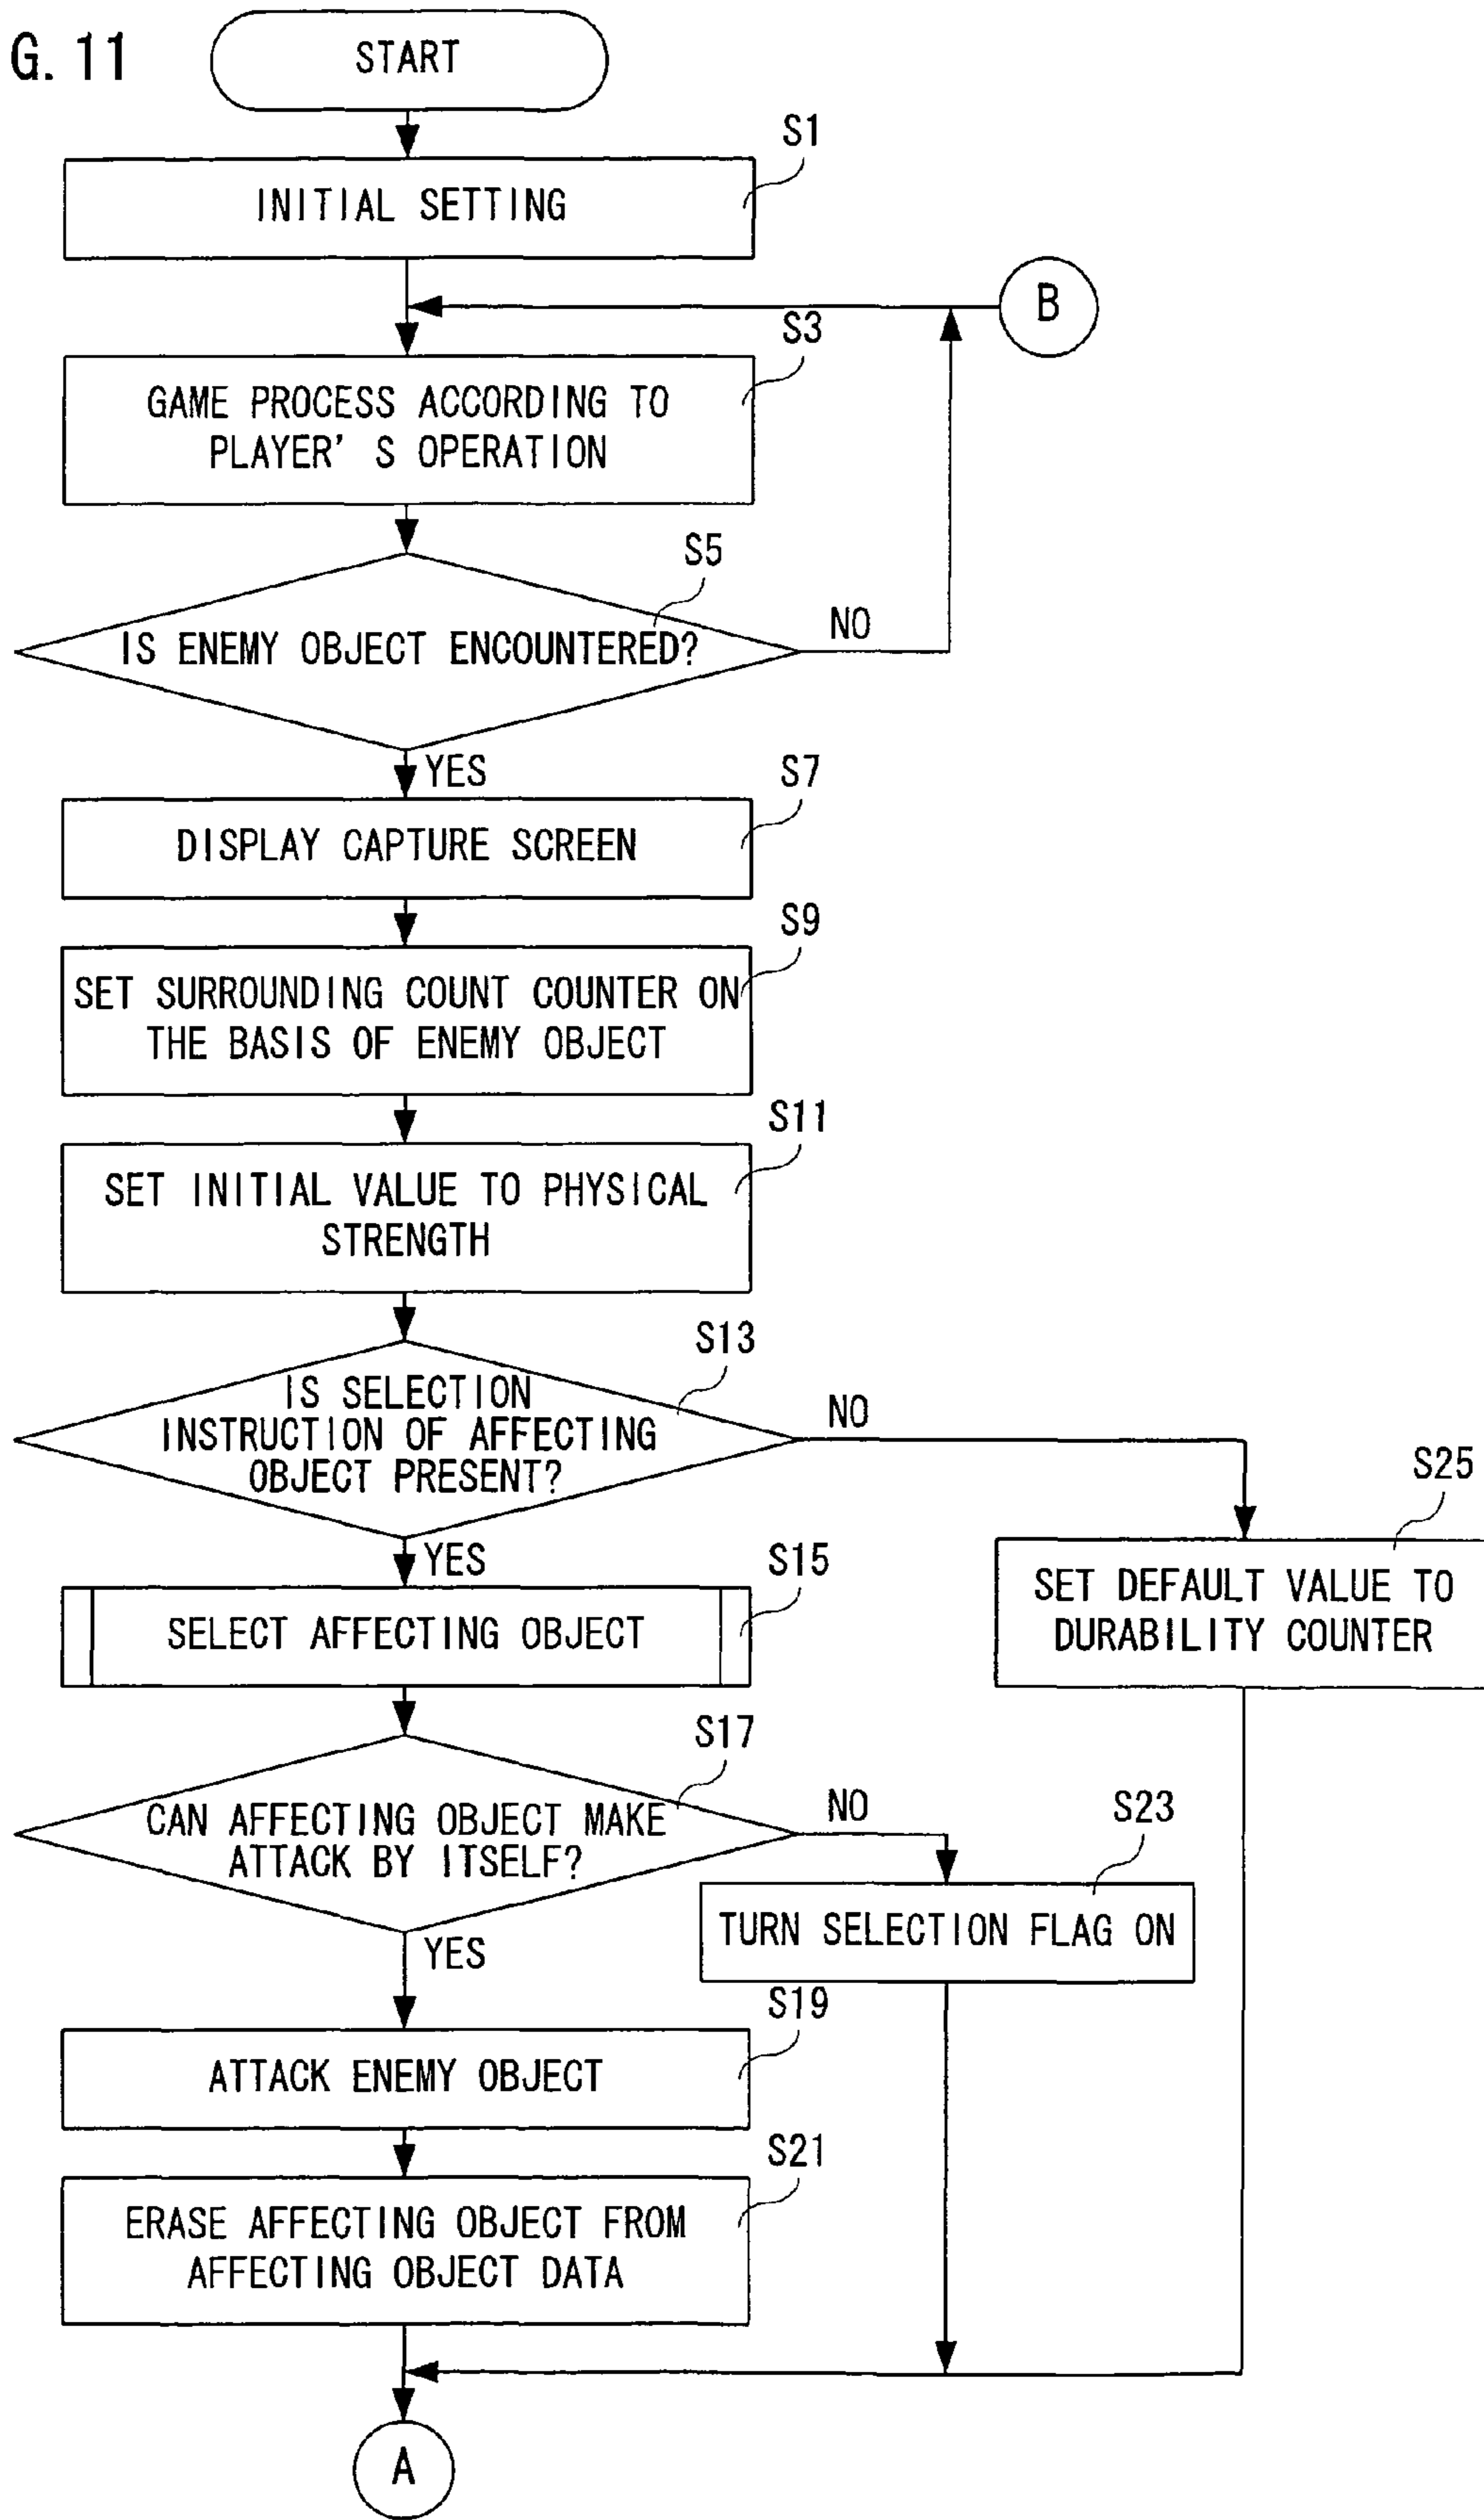 G. 11
START
S1
INITIAL SETTING
B
S3
GAME PROCESS ACCORDING TO
PLAYER'S OPERATION
S5
IS ENEMY OBJECT ENCOUNTERED?
NO
YES
S7
DISPLAY CAPTURE SCREEN
S9
SET SURROUNDING COUNT COUNTER ON
THE BASIS OF ENEMY OBJECT
S11
SET INITIAL VALUE TO PHYSICAL
STRENGTH
S13
IS SELECTION
INSTRUCTION OF AFFECTING
OBJECT PRESENT?
NO
YES
S25
SET DEFAULT VALUE TO
DURABILITY COUNTER
S15
SELECT AFFECTING OBJECT
S17
CAN AFFECTING OBJECT MAKE
ATTACK BY ITSELF?
NO
YES
S23
TURN SELECTION FLAG ON
S19
ATTACK ENEMY OBJECT
S21
ERASE AFFECTING OBJECT FROM
AFFECTING OBJECT DATA
A